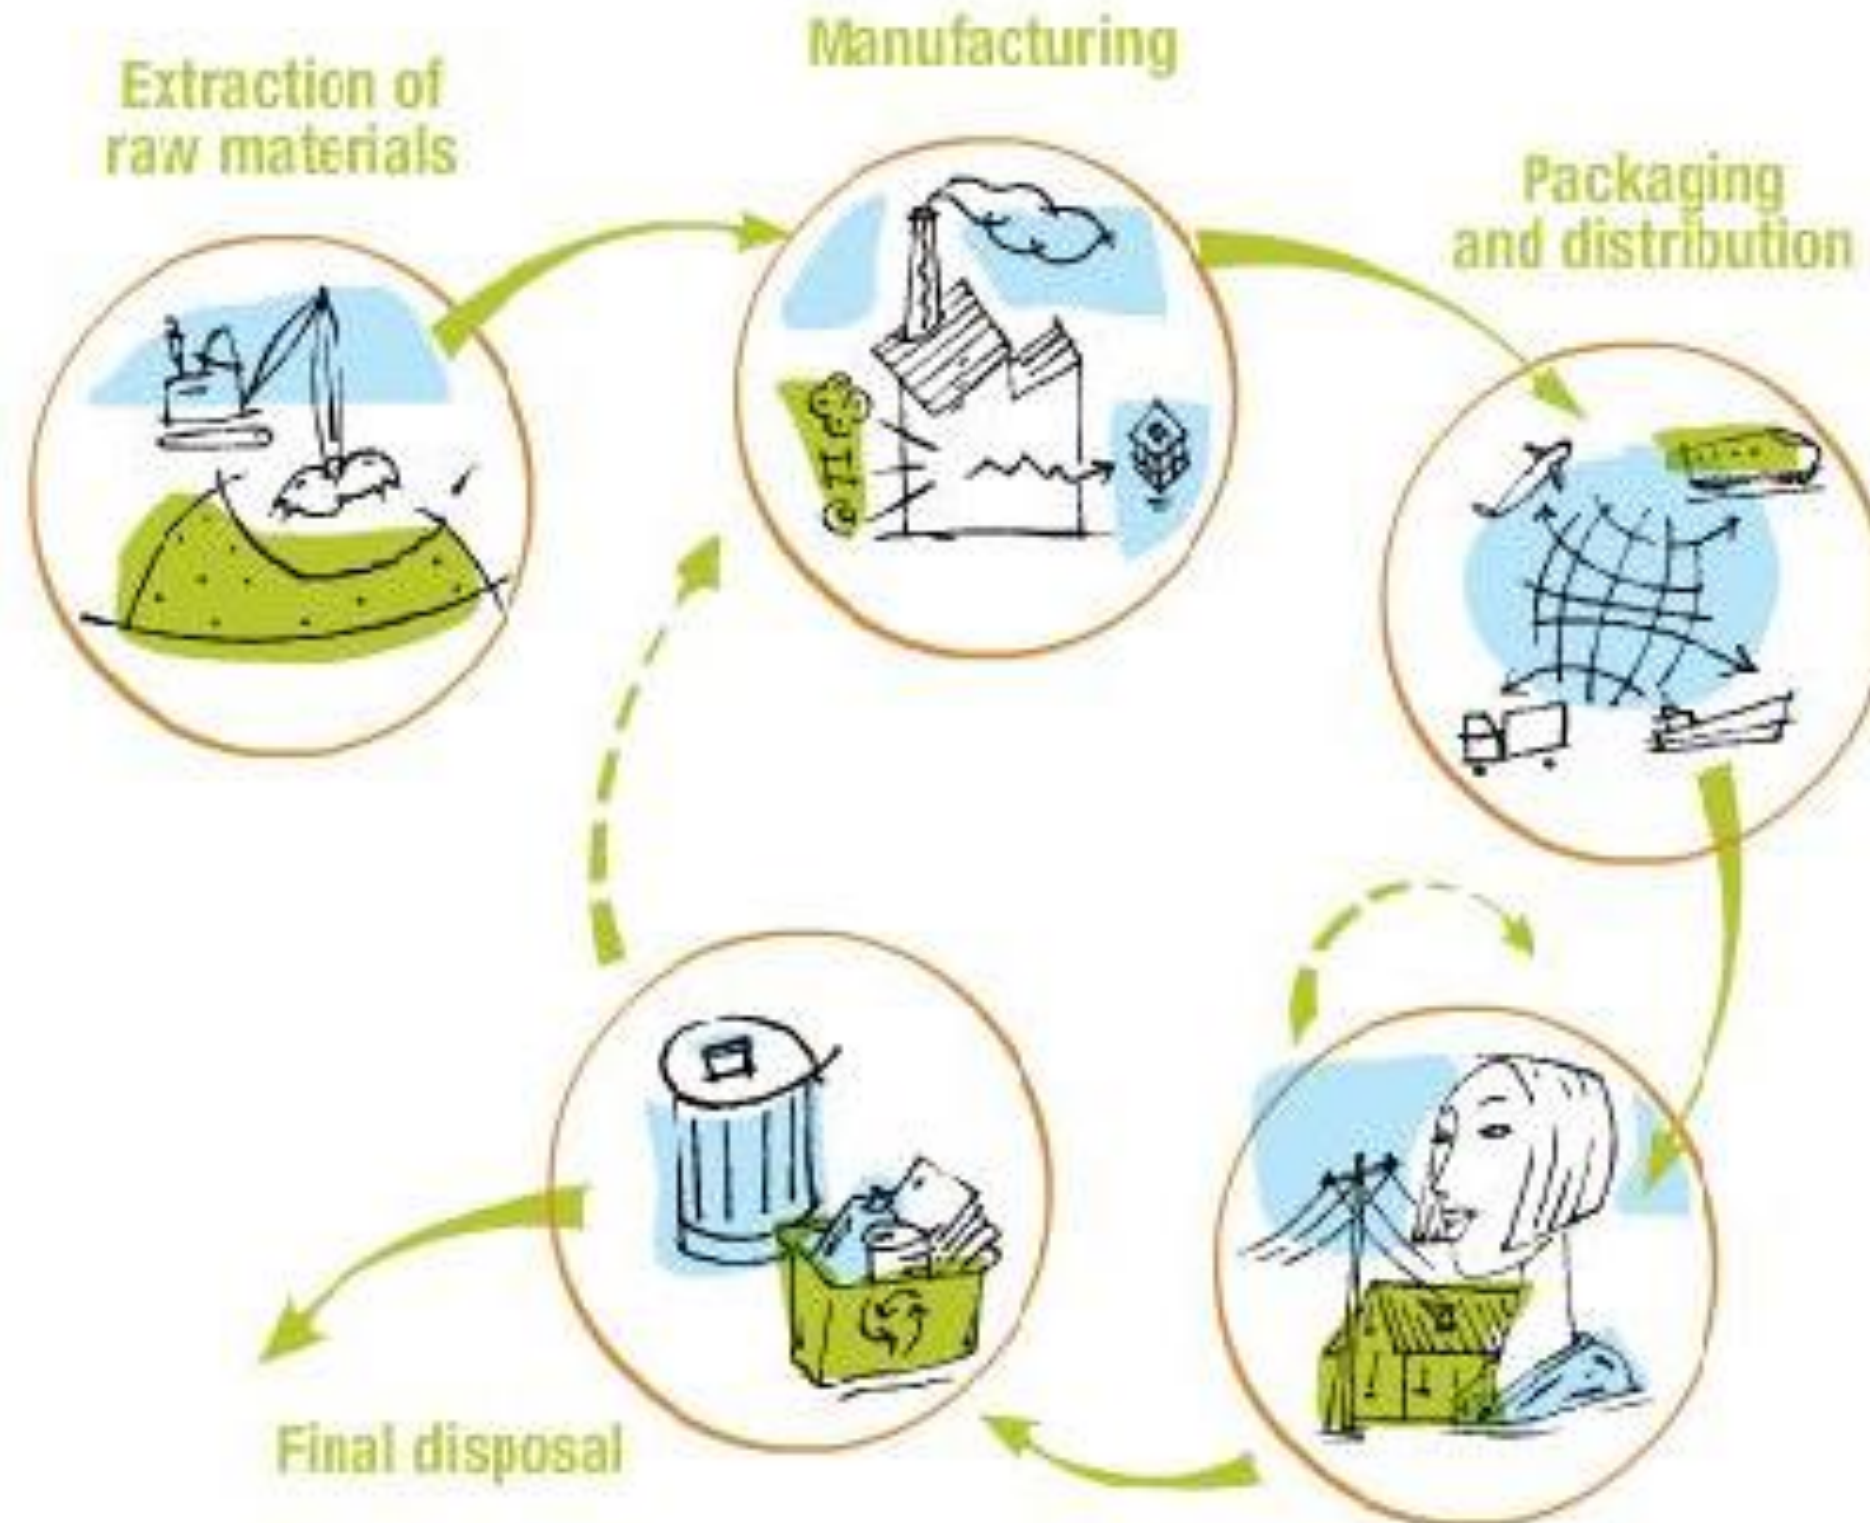 Manufacturing
Extraction of
raw materials
Packaging
and distribution
Final disposal